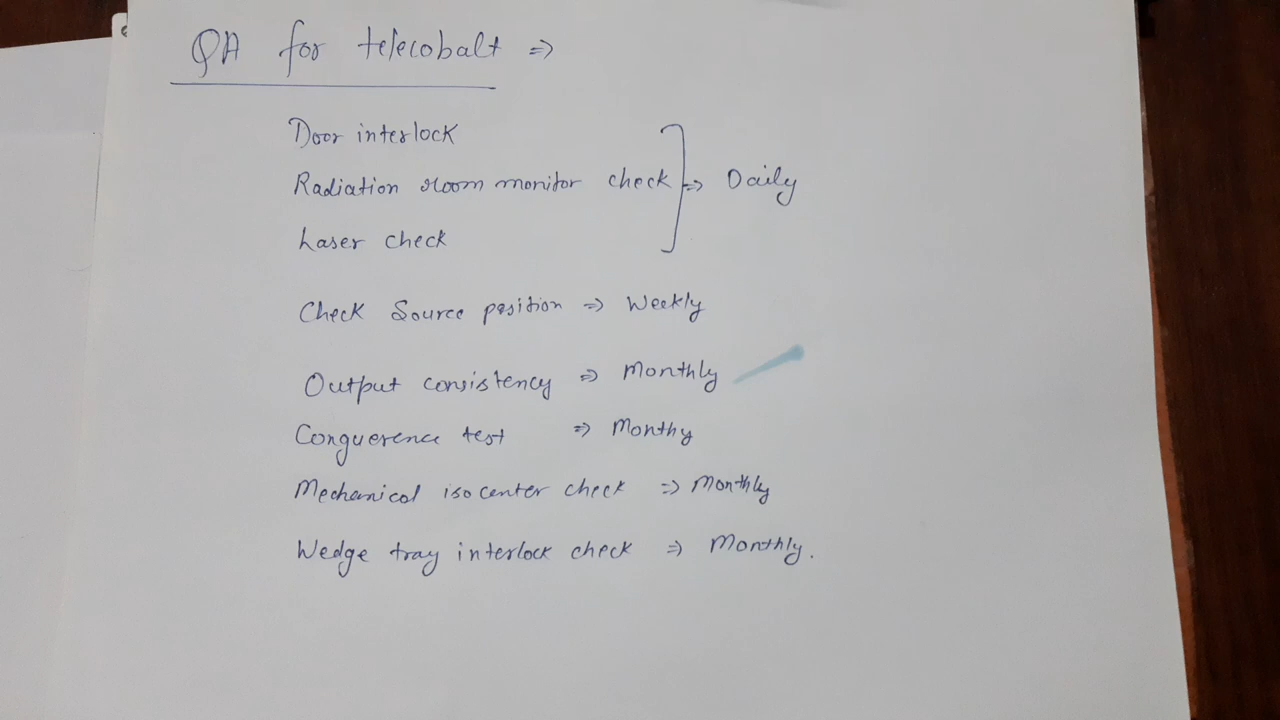 QA for telecobalt ⇒
Door interlock
Radiation room monitor check ⇒ Daily
Laser check
Check Source position ⇒ Weekly
Output consistency ⇒ Monthly
Conguerence test ⇒ Monthy
Mechanical isocenter check ⇒ Monthly
Wedge tray interlock check ⇒ Monthly.